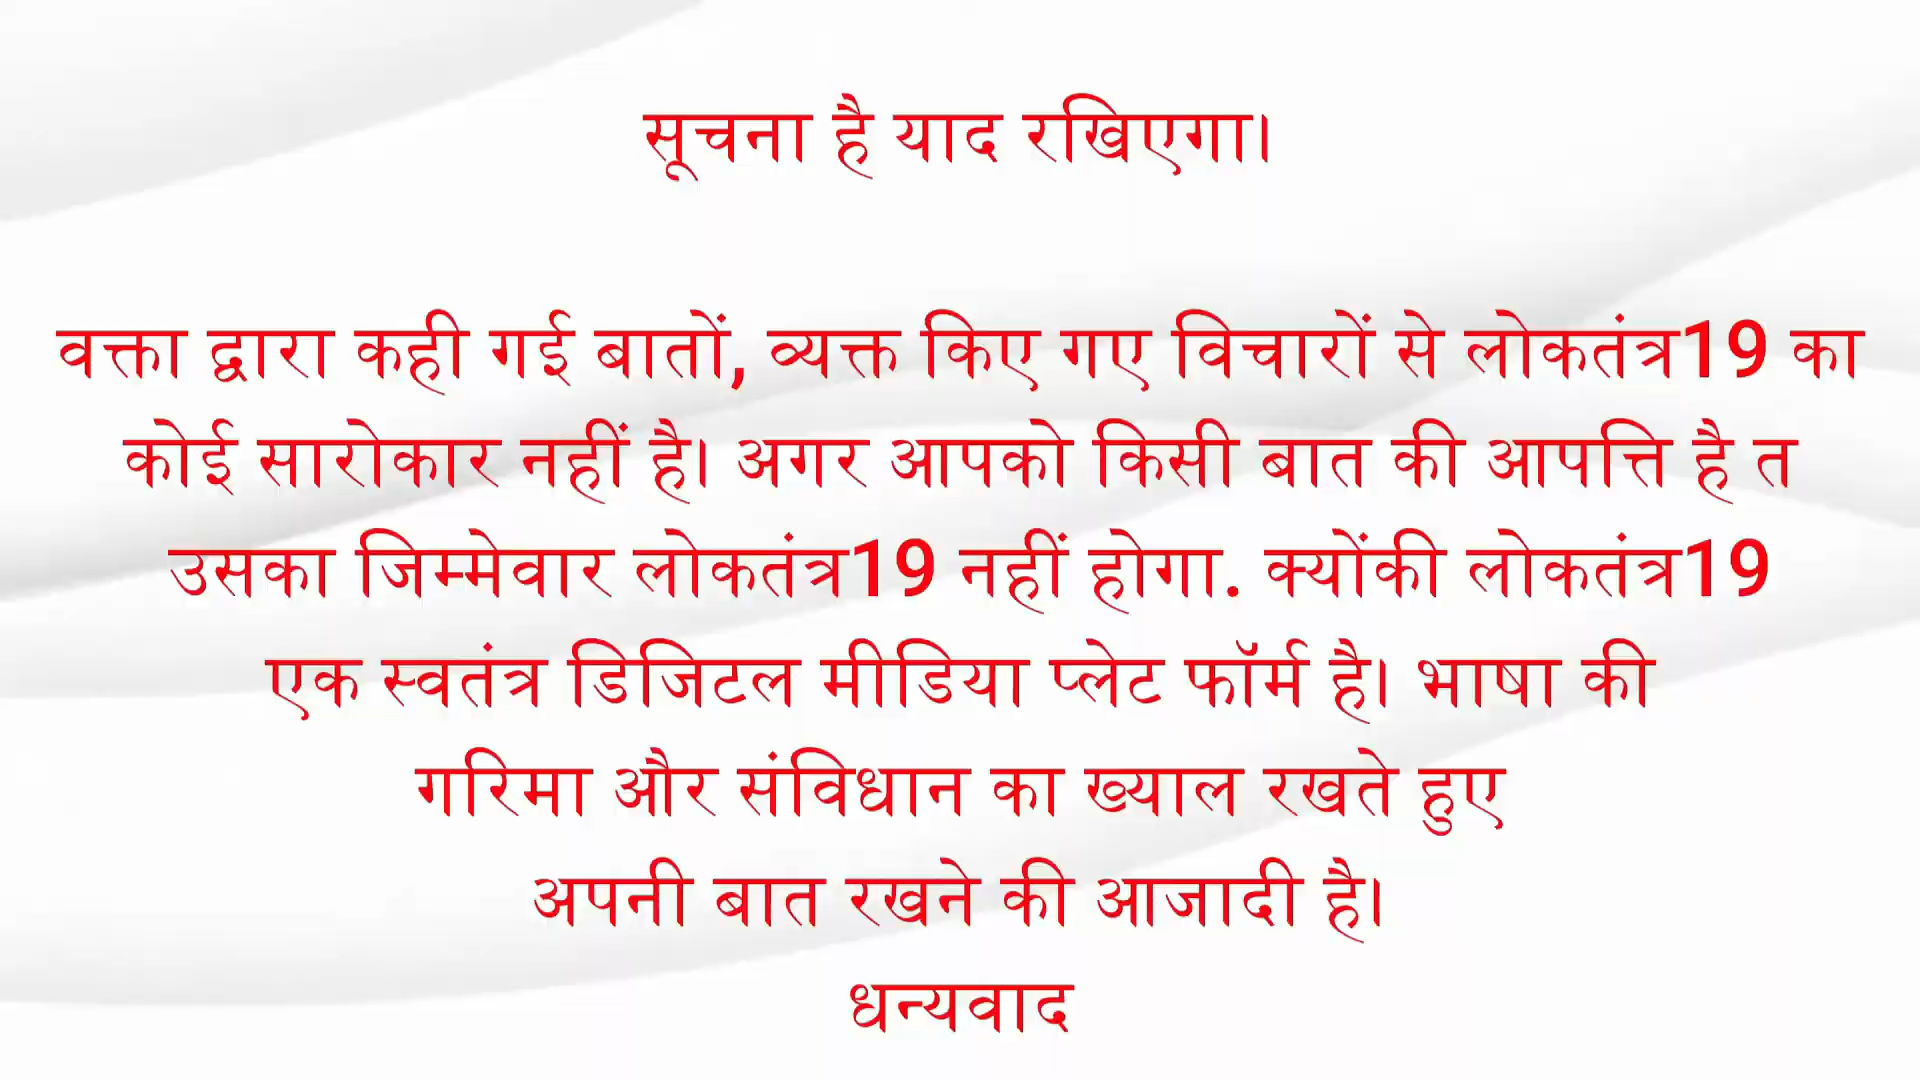 सूचना है याद रखिएगा।
वक्ता द्वारा कही गई बातों, व्यक्त किए गए विचारों से लोकतंत्र19 का
कोई सारोकार नहीं है। अगर आपको किसी बात की आपत्ति है त
उसका जिम्मेवार लोकतंत्र19 नहीं होगा. क्योंकी लोकतंत्र19
एक स्वतंत्र डिजिटल मीडिया प्लेट फॉर्म है। भाषा की
गरिमा और संविधान का ख्याल रखते हुए
अपनी बात रखने की आजादी है।
धन्यवाद